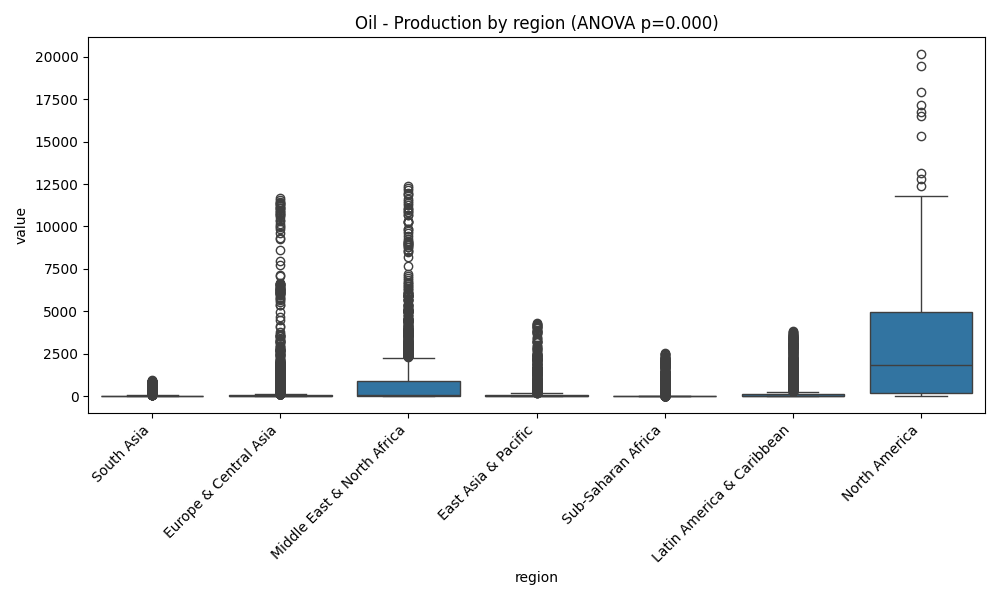 Oil - Production by region (ANOVA p=0.000)
value
20000
17500
15000
12500
10000
7500
5000
2500
0
South Asia
Europe & Central Asia
Middle East & North Africa
East Asia & Pacific
Sub-Saharan Africa
Latin America & Caribbean
North America
region